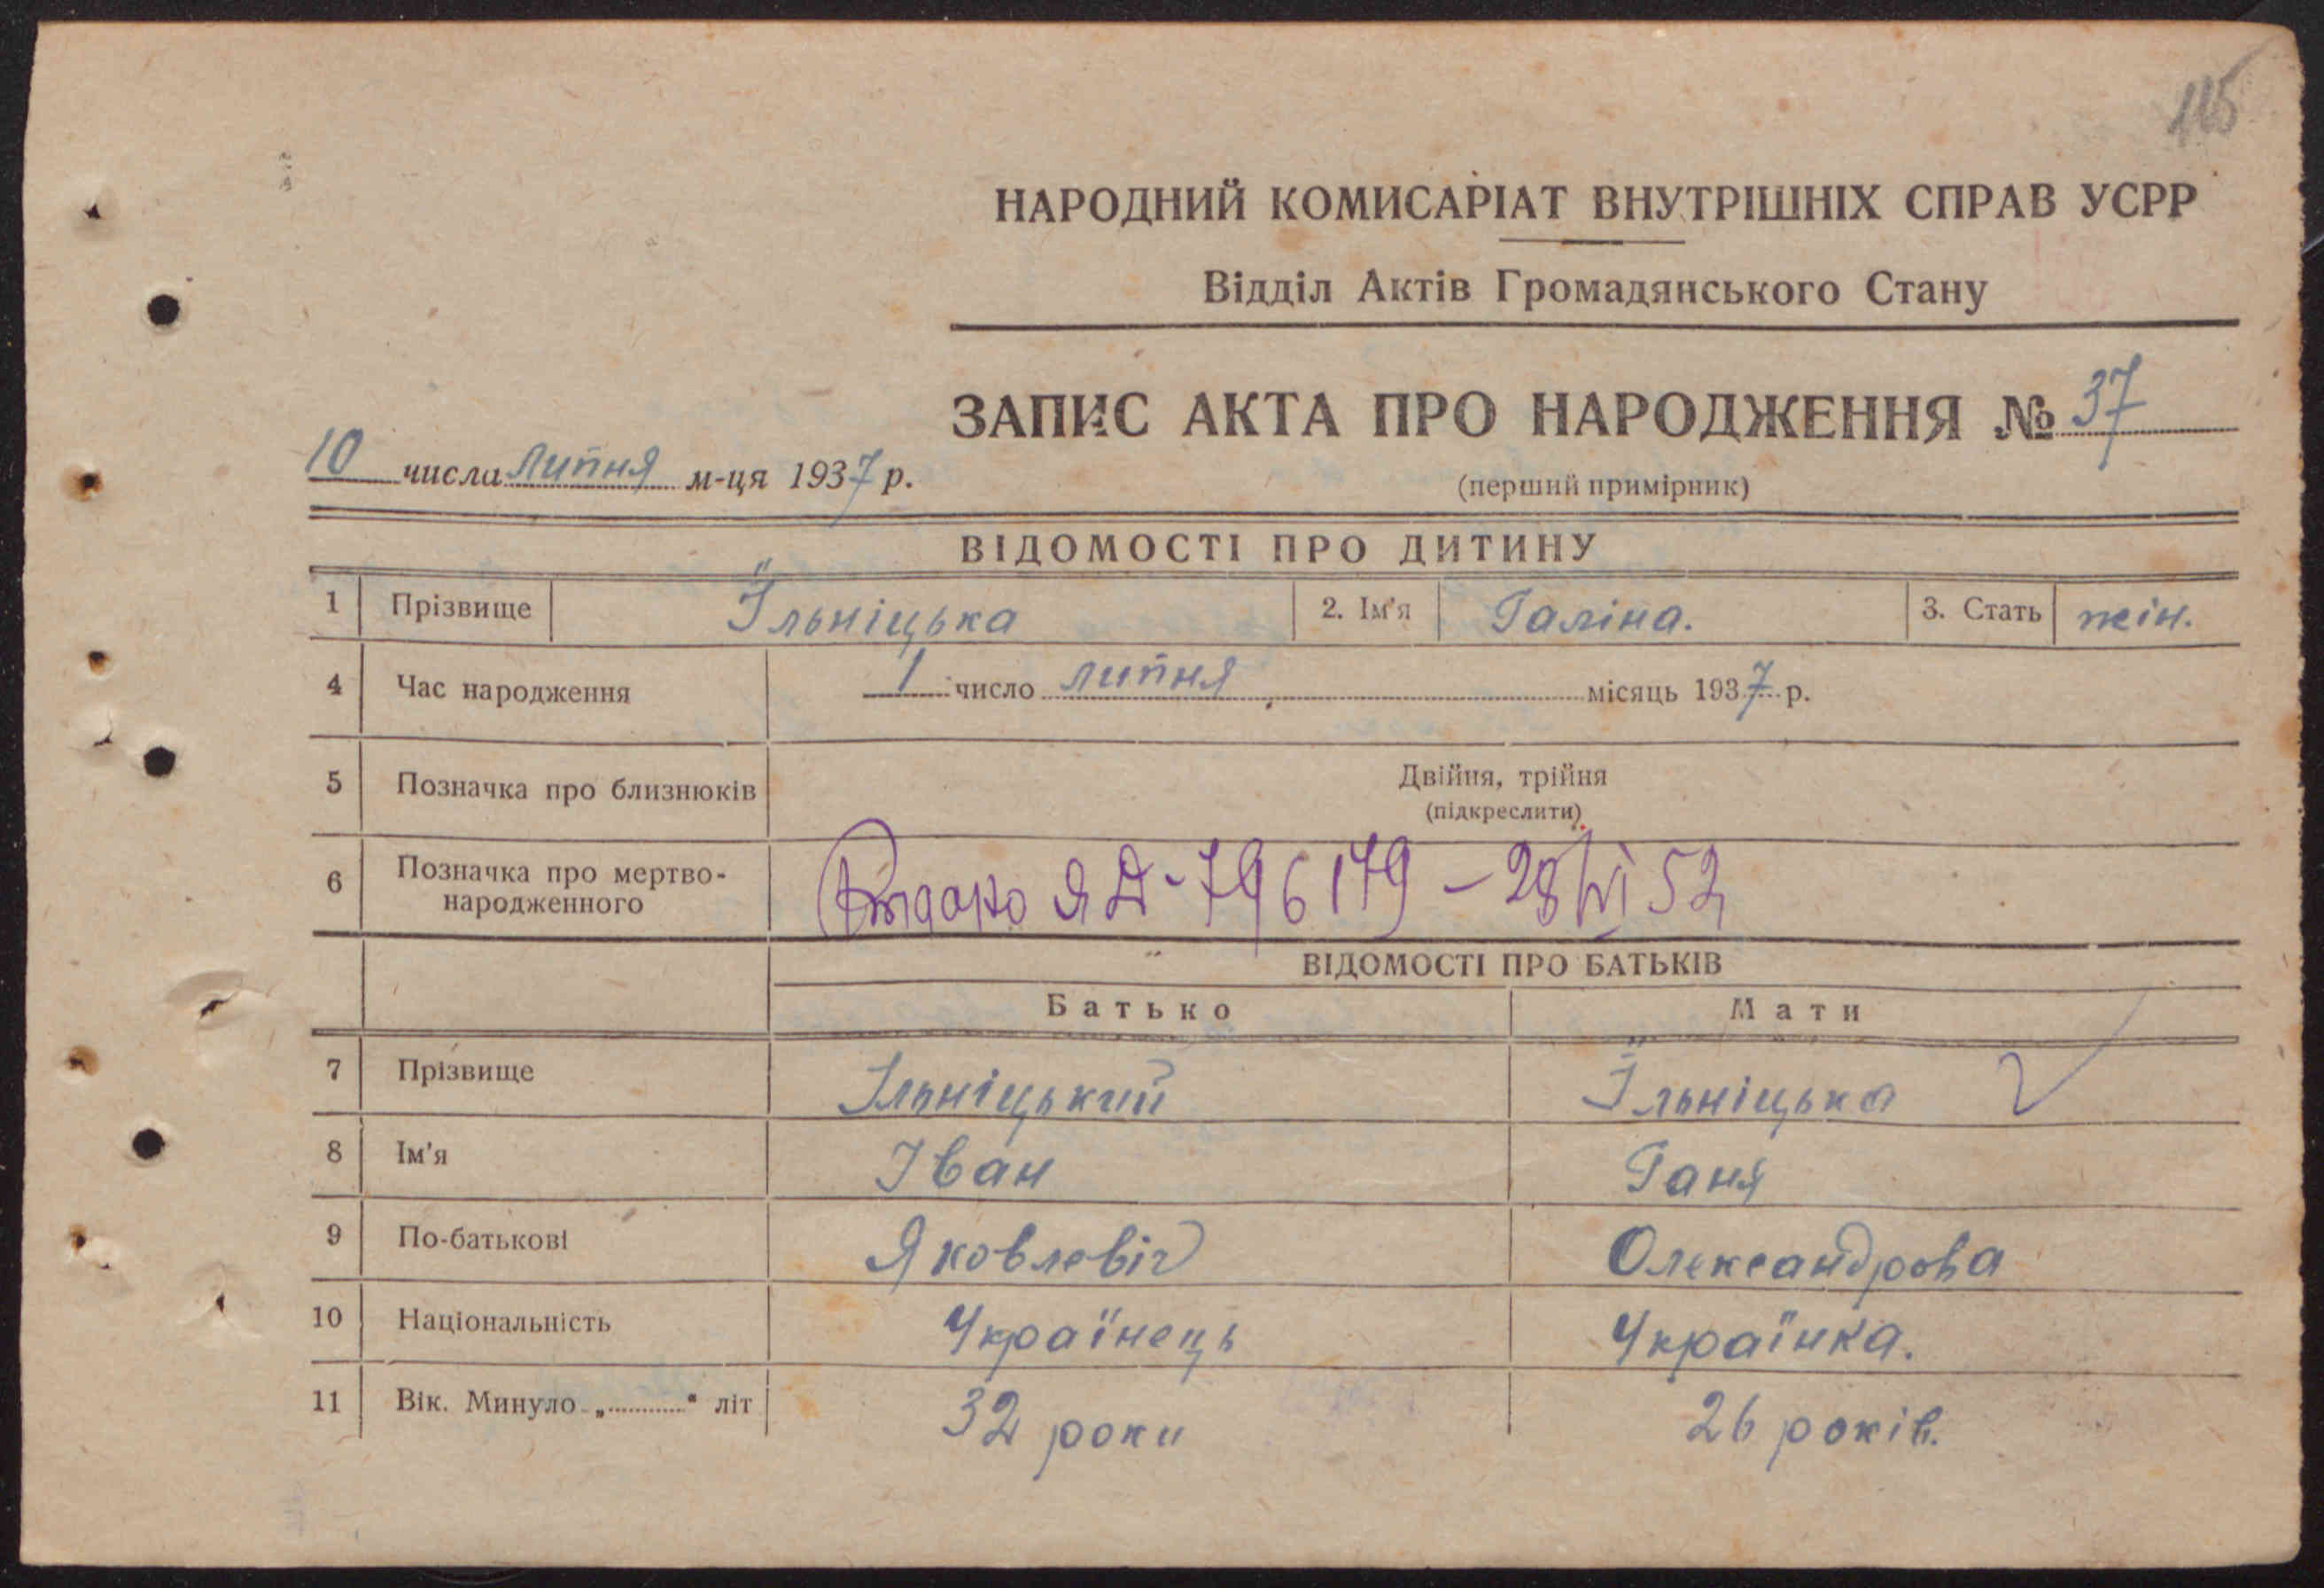 115
НАРОДНИЙ КОМИСАРІАТ ВНУТРІШНІХ СПРАВ УСРР
Відділ Актів Громадянського Стану
ЗАПИС АКТА ПРО НАРОДЖЕННЯ № 37
10 числа липня м-ця 1937 р.
(перший примірник)
ВІДОМОСТІ ПРО ДИТИНУ
1 Прізвище Їльніцька 2. Ім'я Галіна. 3. Стать жін.
4 Час народження 1 число липня місяць 1937 р.
5 Позначка про близнюків Двійня, трійня
(підкреслити)
6 Позначка про мертво-
народженного
ЯД-796179 - 28/VI 52
ВІДОМОСТІ ПРО БАТЬКІВ
Батько Мати
7 Прізвище Ільніцький Їльніцька
8 Ім'я Іван Ганя
9 По-батькові Яковлевіч Олександрова
10 Національність Українець Українка.
11 Вік. Минуло „............“ літ 32 роки 26 років.